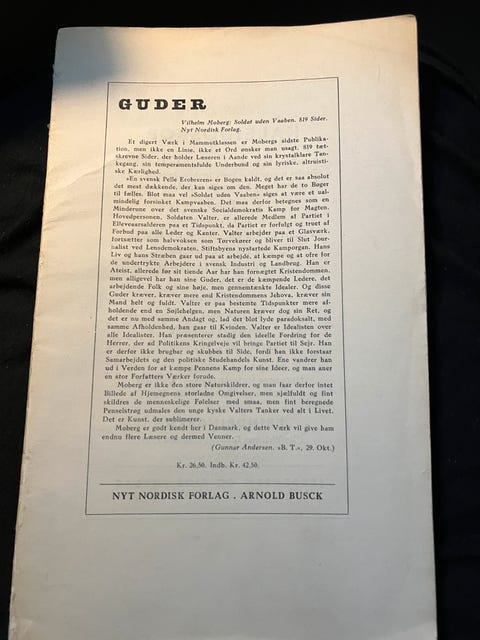 GUDER
Vilhelm Moberg: Soldat uden Vaaben. 819 Sider.
Nyt Nordisk Forlag.
Et digert Værk i Mammutklassen er Mobergs sidste Publika-
tion, men ikke en Linie, ikke et Ord ønsker man usagt. 819 tæt-
skrevne Sider, der holder Læseren i Aande ved sin krystalklare Tan-
kegang, sin temperamentsfulde Underbund og sin lyriske, altruisti-
ske Kærlighed.
»En svensk Pelle Erobreren« er Bogen kaldt, og det er saa absolut
det mest dækkende, der kan siges om den. Meget har de to Bøger
til fælles. Blot maa vel »Soldat uden Vaaben« siges at være et ual-
mindelig forsinket Kampvaaben. Det maa derfor betegnes som en
Minderune over det svenske Socialdemokratis Kamp for Magten.
Hovedpersonen, Soldaten Valter, er allerede Medlem af Partiet i
Elleveaarsalderen paa et Tidspunkt, da Partiet er forfulgt og truet af
Forbud paa alle Leder og Kanter. Valter arbejder paa et Glasværk,
fortsætter som halvvoksen som Tørvekører og bliver til Slut Jour-
nalist ved Lensdemokraten, Stiftsbyens nystartede Kamporgan. Hans
Liv og hans Stræben gaar ud paa at arbejde, at kæmpe og at ofre for
de undertrykte Arbejdere i svensk Industri og Landbrug. Han er
Ateist, allerede før sit tiende Aar har han fornægtet Kristendommen,
men alligevel har han sine Guder, det er de kæmpende Ledere, det
arbejdende Folk og sine høje, men gennemtænkte Idealer. Og disse
Guder kræver, kræver mere end Kristendommens Jehova, kræver sin
Mand helt og fuldt. Valter er paa bestemte Tidspunkter mere af-
holdende end en Søjlehelgen, men Naturen kræver dog sin Ret, og
det er nu med samme Andagt og, lad det blot lyde paradoksalt, med
samme Afholdenhed, han gaar til Kvinden. Valter er Idealisten over
alle Idealister. Han præsenterer stadig den ideelle Fordring for de
Herrer, der ad Politikens Kringelveje vil bringe Partiet til Sejr. Han
er derfor ikke brugbar og skubbes til Side, fordi han ikke forstaar
Samarbejdets og den politiske Studehandels Kunst. Ene vandrer han
ud i Verden for at kæmpe Pennens Kamp for sine Ideer, og man aner
en stor Forfatters Værker forude.
Moberg er ikke den store Naturskildrer, og man faar derfor intet
Billede af Hjemegnens storladne Omgivelser, men sjælfuldt og fint
skildres de menneskelige Følelser med smaa, men fint beregnede
Penselstrøg udmales den unge kyske Valters Tanker ved alt i Livet.
Det er Kunst, der sublimerer.
Moberg er godt kendt her i Danmark, og dette Værk vil give ham
endnu flere Læsere og dermed Venner.
(Gunnar Andersen. »B. T.«, 29. Okt.)
Kr. 26,50. Indb. Kr. 42,50.
NYT NORDISK FORLAG . ARNOLD BUSCK